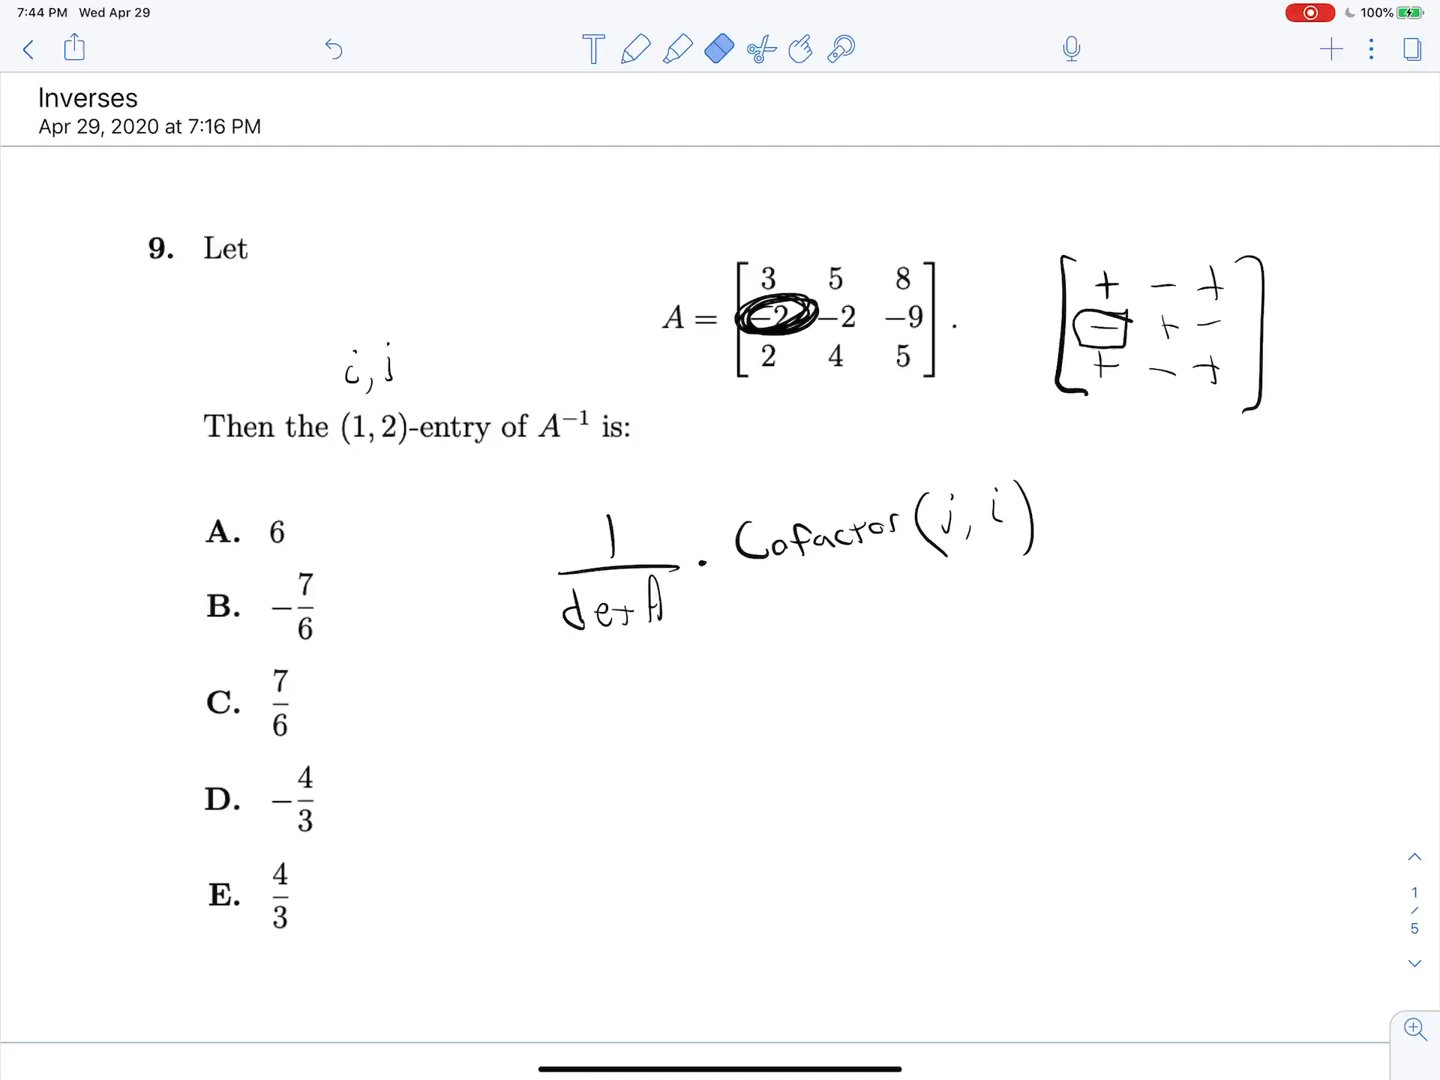 7:44 PM Wed Apr 29
100%
T
Inverses
Apr 29, 2020 at 7:16 PM
9. Let
A = [ 3 5 8
-2 -2 -9
2 4 5 ] .
[ + - +
- + -
+ - + ]
i, j
Then the (1, 2)-entry of A⁻¹ is:
A. 6
B. -7/6
C. 7/6
D. -4/3
E. 4/3
1/det A · Cofactor (j, i)
1
/
5